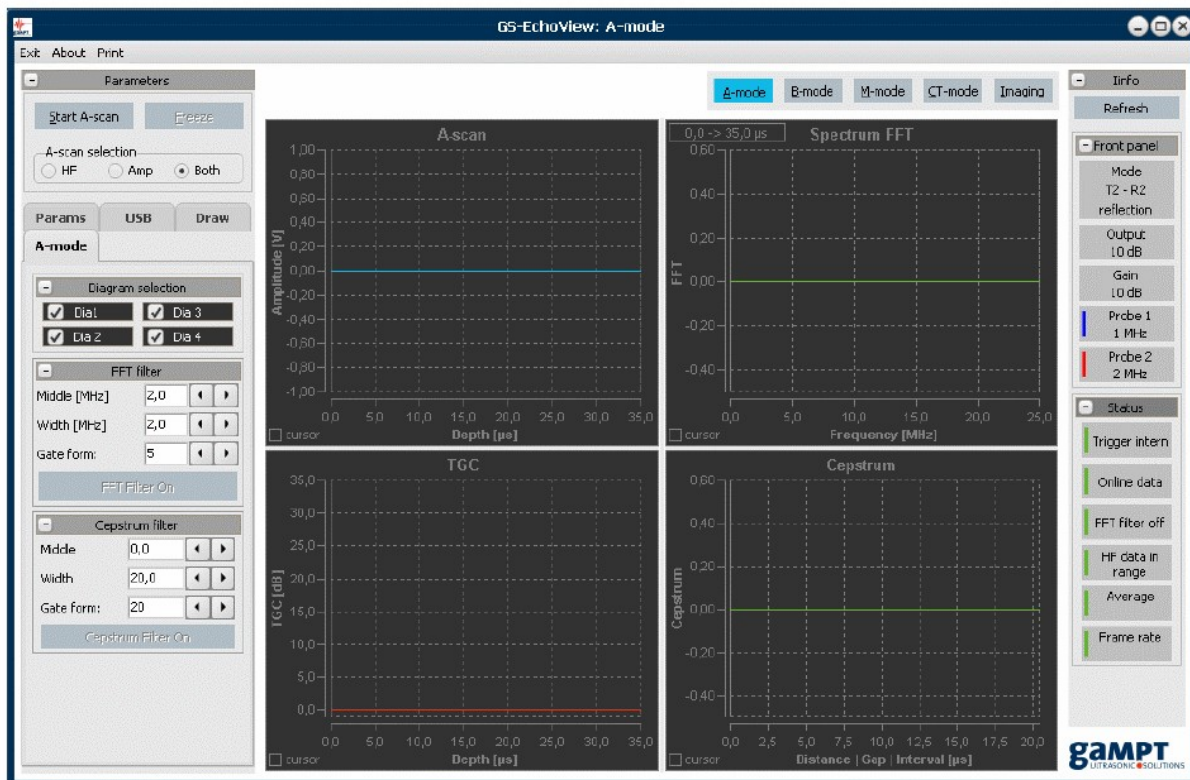 GS-EchoView: A-mode
Exit About Print
Parameters
Start A-scan Freeze
A-scan selection
HF Amp Both
Params USB Draw
A-mode
Diagram selection
Dia1 Dia 3
Dia 2 Dia 4
FFT filter
Middle [MHz] 2,0
Width [MHz] 2,0
Gate form: 5
FFT Filter On
Cepstrum filter
Middle 0,0
Width 20,0
Gate form: 20
Cepstrum Filter On
A-mode B-mode M-mode CT-mode Imaging
A-scan
1,00
0,80
0,60
0,40
0,20
0,00
-0,20
-0,40
-0,60
-0,80
-1,00
Amplitude [V]
0,0 5,0 10,0 15,0 20,0 25,0 30,0 35,0
cursor Depth [µs]
0,0 -> 35,0 µs Spectrum FFT
0,60
0,40
0,20
0,00
-0,20
-0,40
FFT
0,0 5,0 10,0 15,0 20,0 25,0
cursor Frequency [MHz]
TGC
35,0
30,0
25,0
20,0
15,0
10,0
5,0
0,0
TGC [dB]
0,0 5,0 10,0 15,0 20,0 25,0 30,0 35,0
cursor Depth [µs]
Cepstrum
0,60
0,40
0,20
0,00
-0,20
-0,40
Cepstrum
0,0 2,5 5,0 7,5 10,0 12,5 15,0 17,5 20,0
cursor Distance | Gap | Interval [µs]
Iinfo
Refresh
Front panel
Mode
T2 - R2
reflection
Output
10 dB
Gain
10 dB
Probe 1
1 MHz
Probe 2
2 MHz
Status
Trigger intern
Online data
FFT filter off
HF data in
range
Average
Frame rate
gaMPT
ULTRASONIC SOLUTIONS